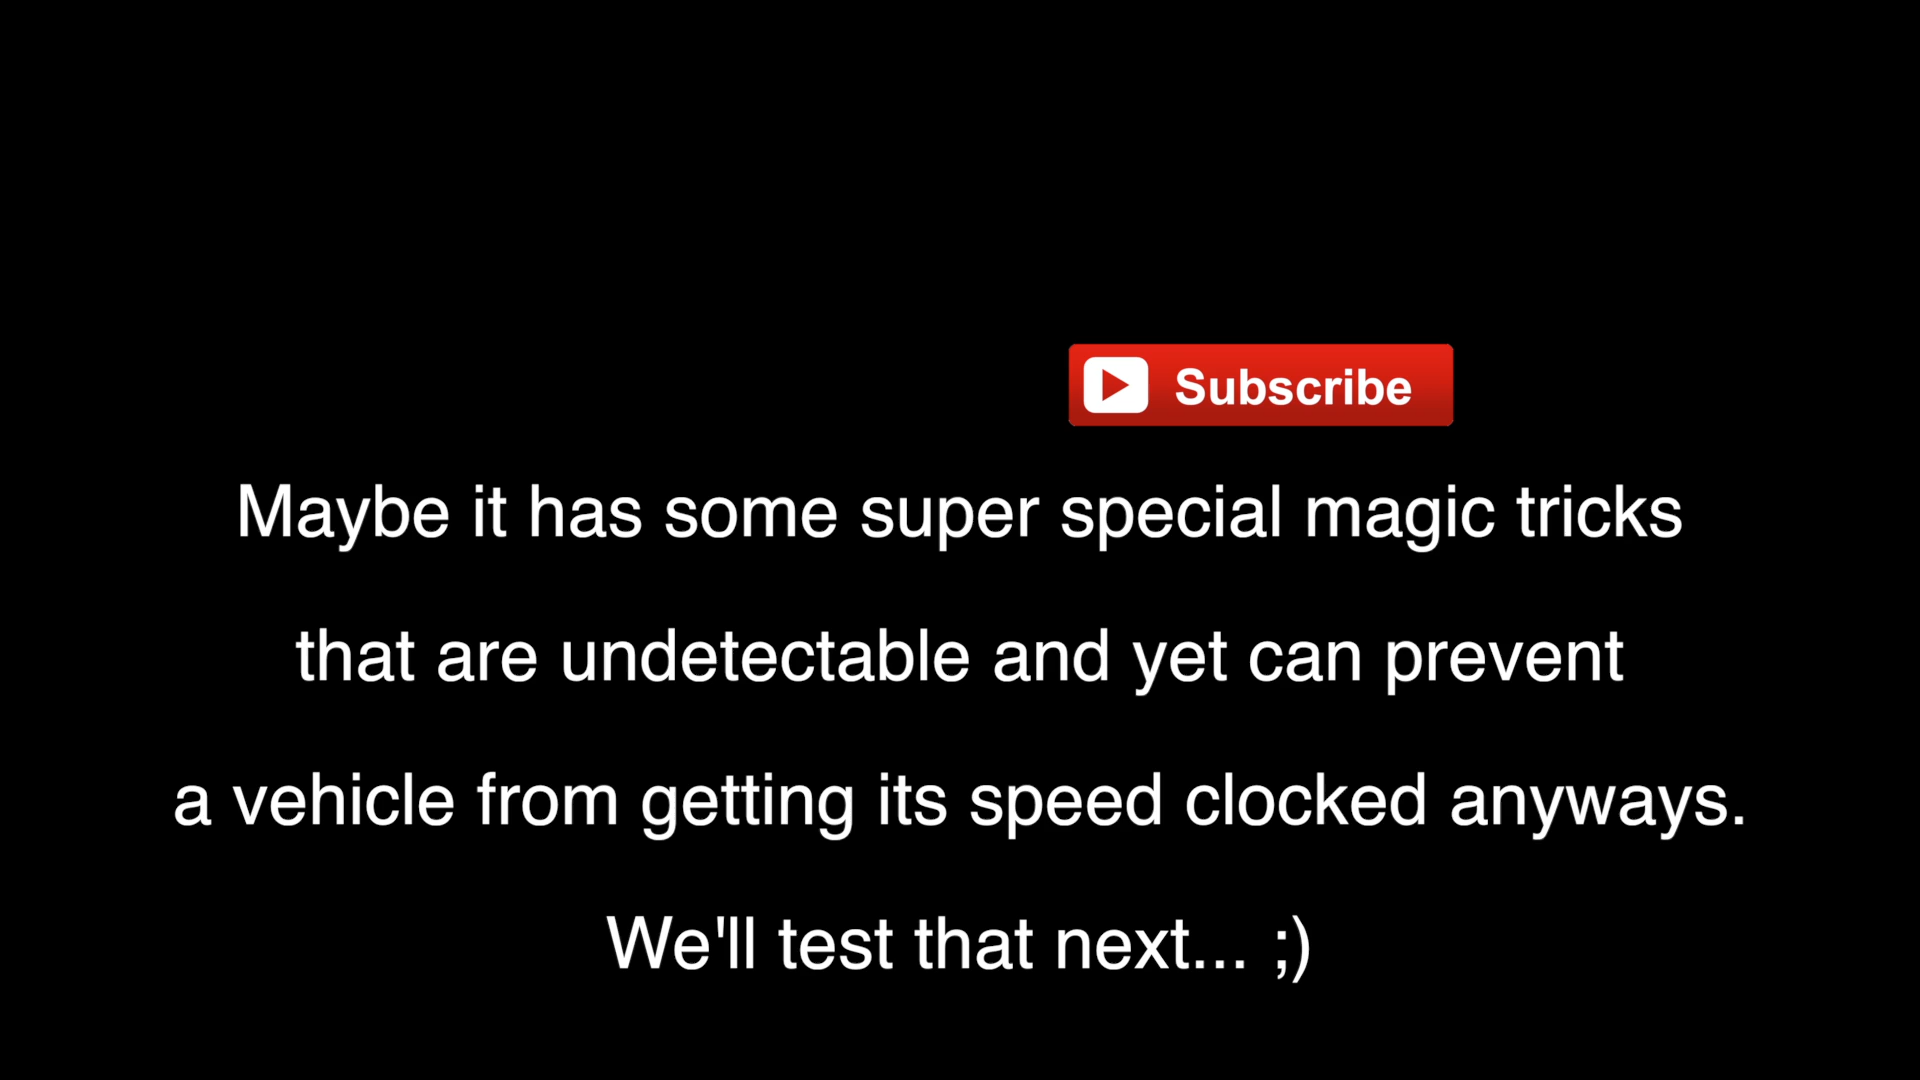 Subscribe
Maybe it has some super special magic tricks
that are undetectable and yet can prevent
a vehicle from getting its speed clocked anyways.
We'll test that next... ;)